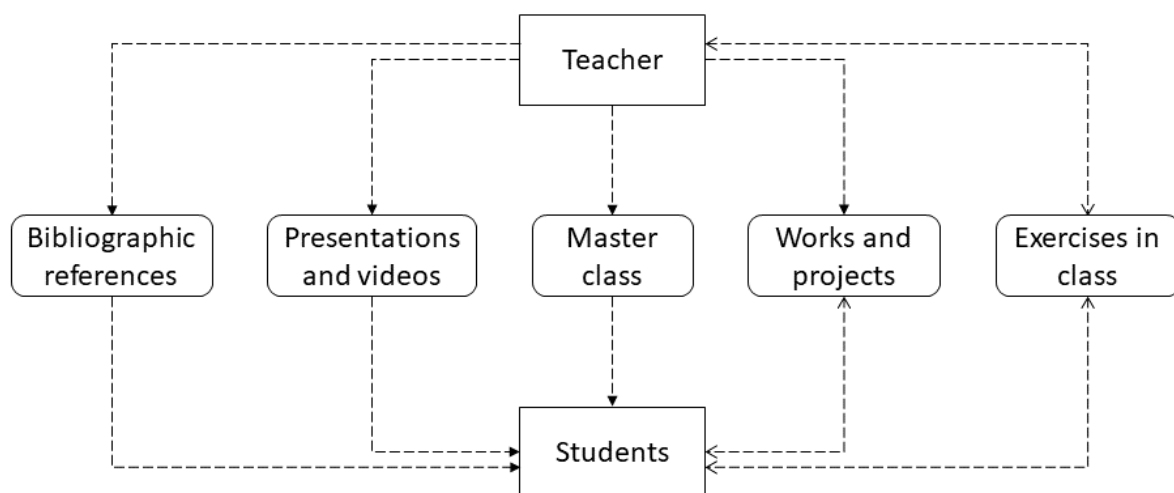 Teacher
Bibliographic
references
Presentations
and videos
Master
class
Works and
projects
Exercises in
class
Students